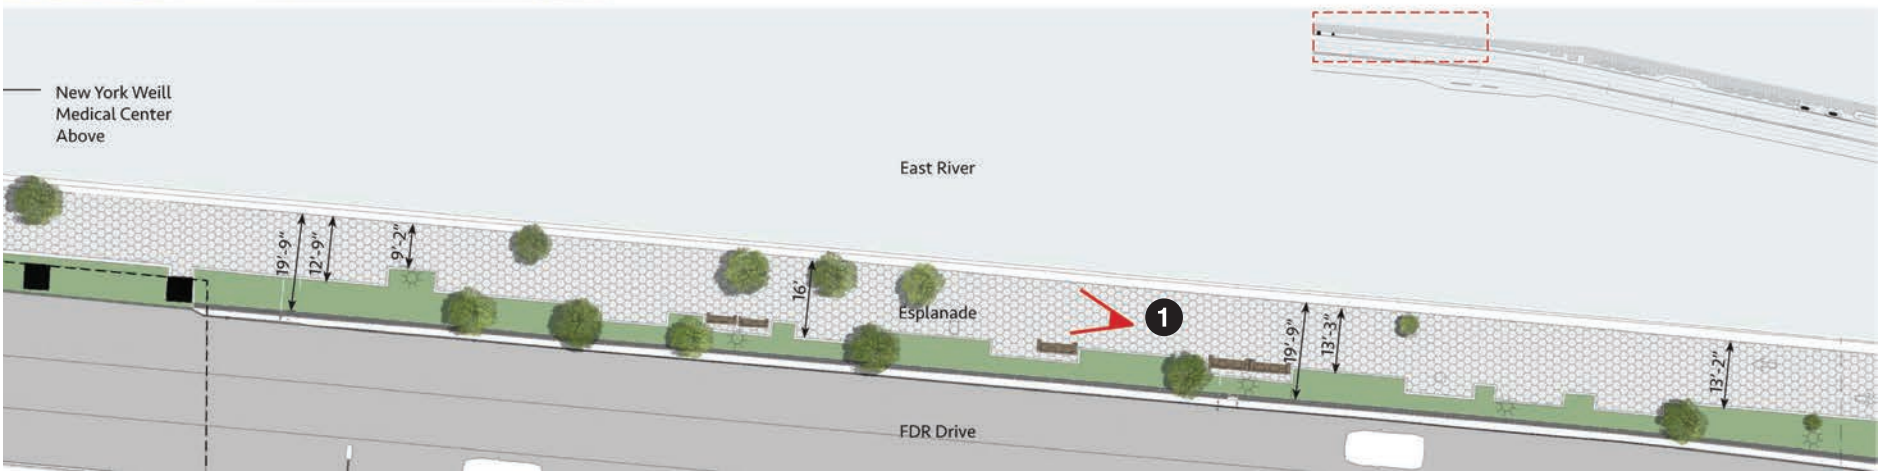 New York Weill
Medical Center
Above
East River
19'-9"
12'-9"
9'-2"
16'
Esplanade
1
19'-9"
13'-3"
13'-2"
FDR Drive